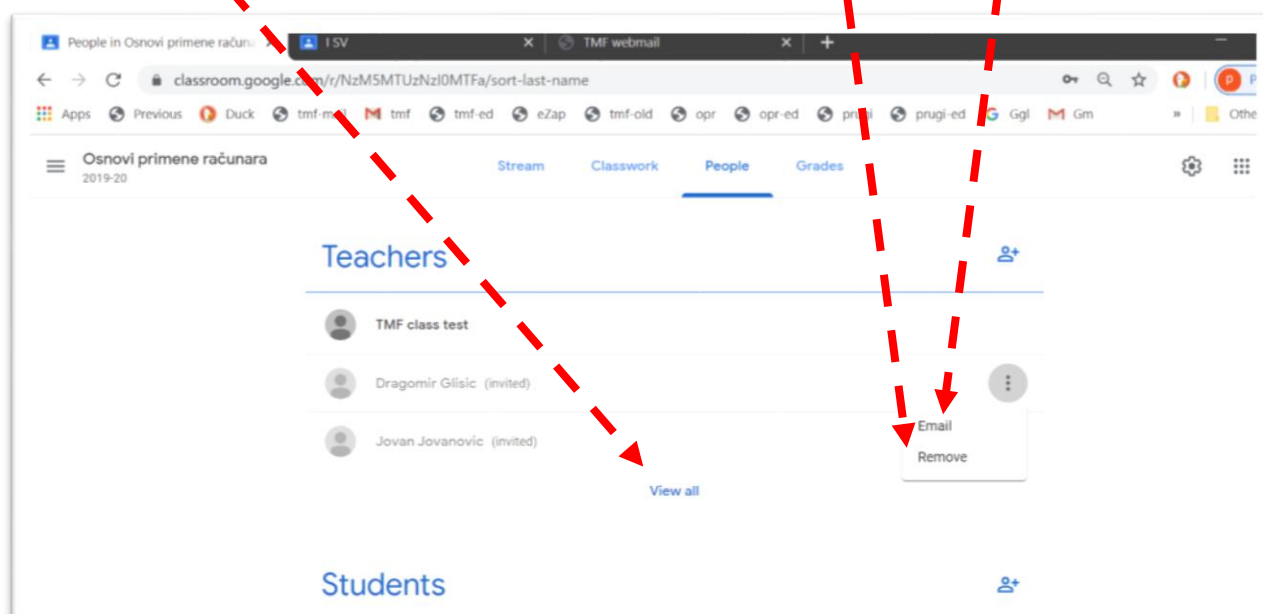 People in Osnovi primene računa I SV TMF webmail
classroom.google.com/r/NzM5MTUzNzI0MTFa/sort-last-name
Apps Previous Duck tmf-mail tmf tmf-ed eZap tmf-old opr opr-ed prugi prugi-ed Ggl Gm » Othe
Osnovi primene računara Stream Classwork People Grades
2019-20
Teachers
TMF class test
Dragomir Glisic (invited)
Email
Jovan Jovanovic (invited)
Remove
View all
Students